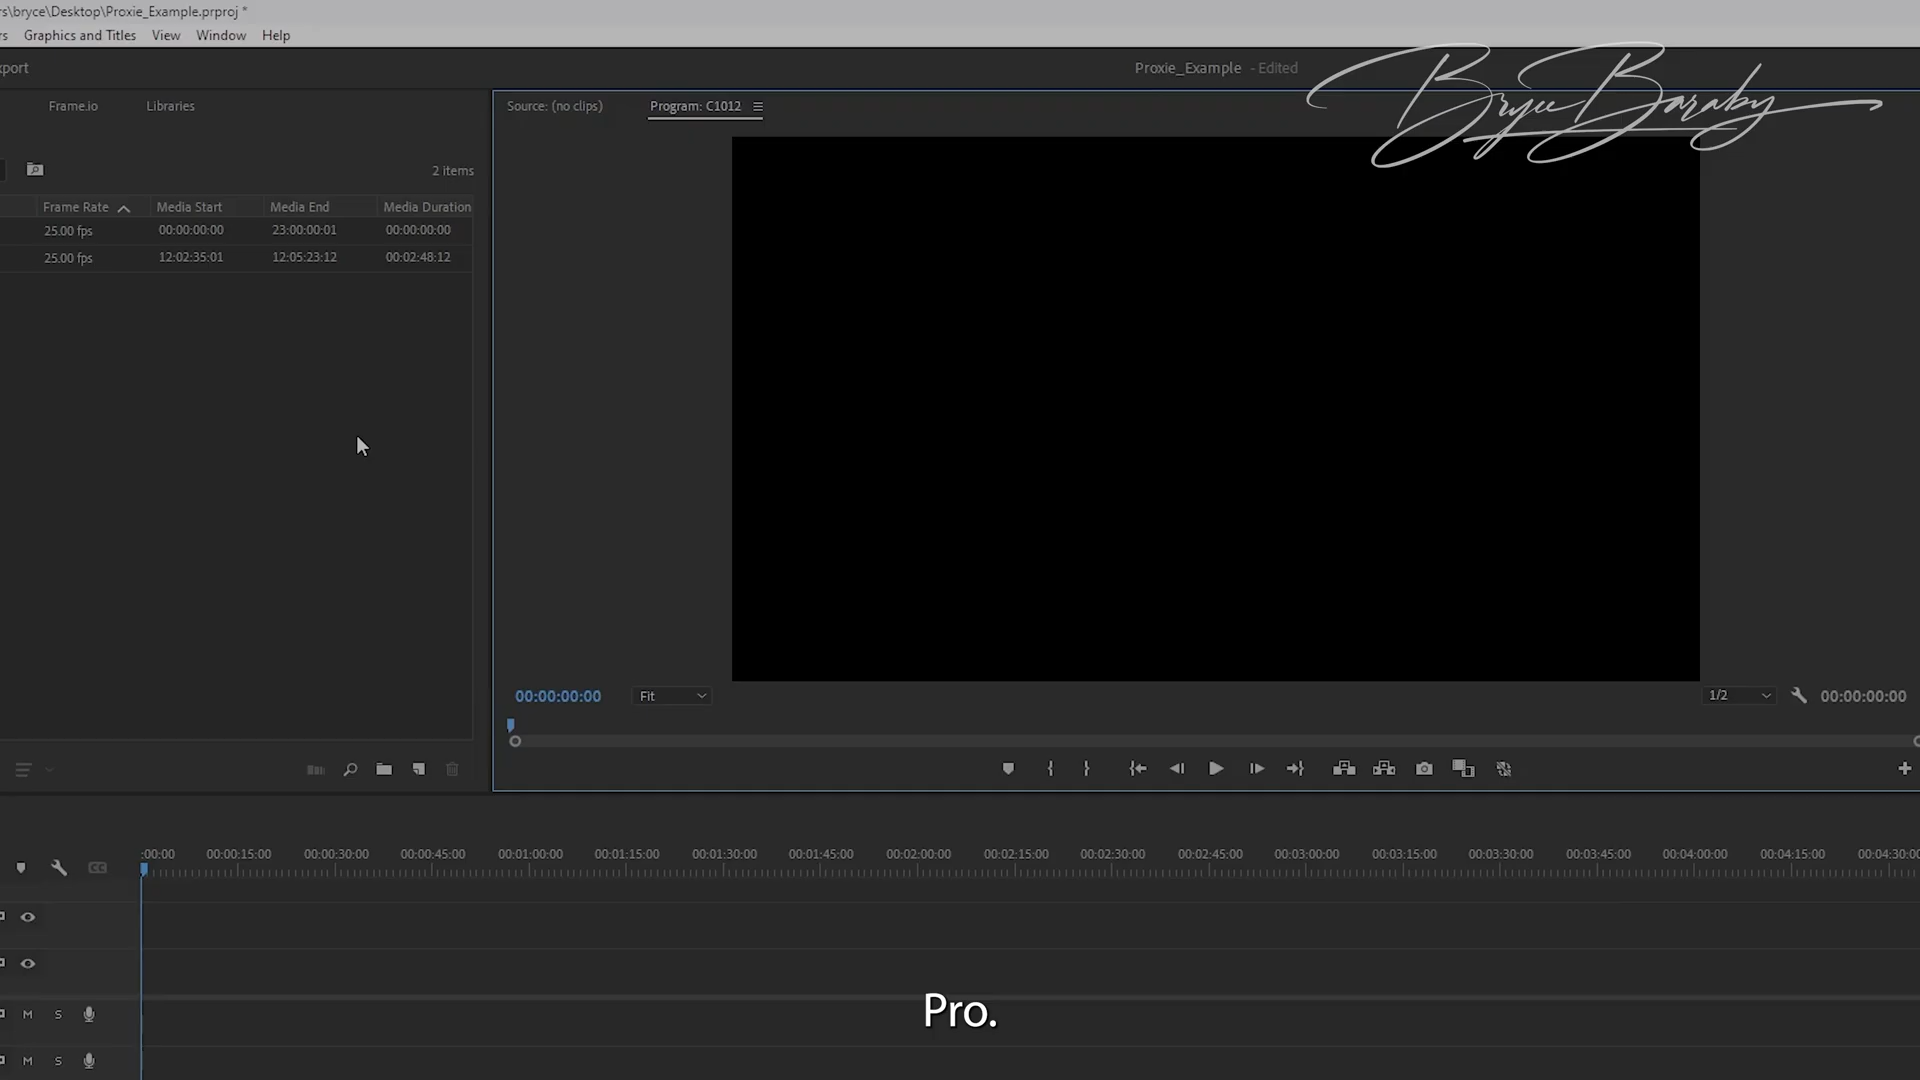 rs\bryce\Desktop\Proxie_Example.prproj *
rs Graphics and Titles View Window Help
xport
Proxie_Example - Edited
Bryce Baraby
Frame.io Libraries
Source: (no clips) Program: C1012
2 items
Frame Rate Media Start Media End Media Duration
25.00 fps 00:00:00:00 23:00:00:01 00:00:00:00
25.00 fps 12:02:35:01 12:05:23:12 00:02:48:12
00:00:00:00 Fit 1/2 00:00:00:00
CC
:00:00 00:00:15:00 00:00:30:00 00:00:45:00 00:01:00:00 00:01:15:00 00:01:30:00 00:01:45:00 00:02:00:00 00:02:15:00 00:02:30:00 00:02:45:00 00:03:00:00 00:03:15:00 00:03:30:00 00:03:45:00 00:04:00:00 00:04:15:00 00:04:30:00
M S
M S
Pro.